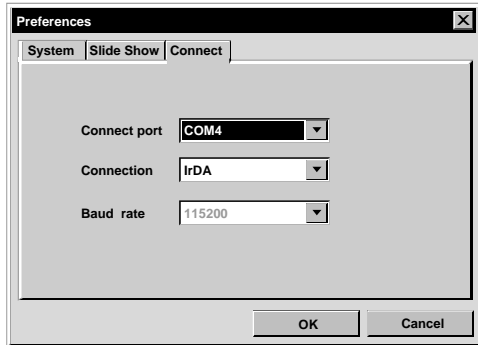 Preferences
System Slide Show Connect
Connect port COM4
Connection IrDA
Baud rate 115200
OK Cancel